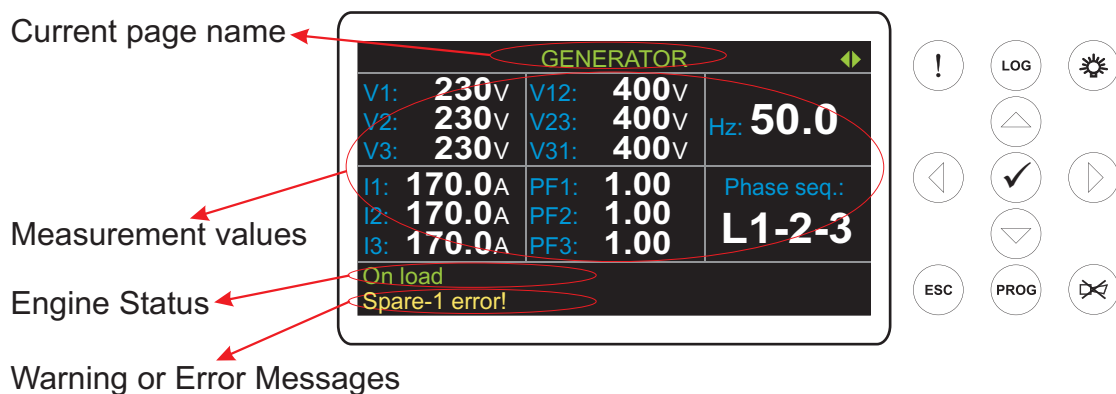 Current page name
GENERATOR
V1: 230V V12: 400V
V2: 230V V23: 400V Hz: 50.0
V3: 230V V31: 400V
I1: 170.0A PF1: 1.00 Phase seq.:
I2: 170.0A PF2: 1.00 L1-2-3
I3: 170.0A PF3: 1.00
On load
Spare-1 error!
Measurement values
Engine Status
Warning or Error Messages
! LOG
ESC PROG